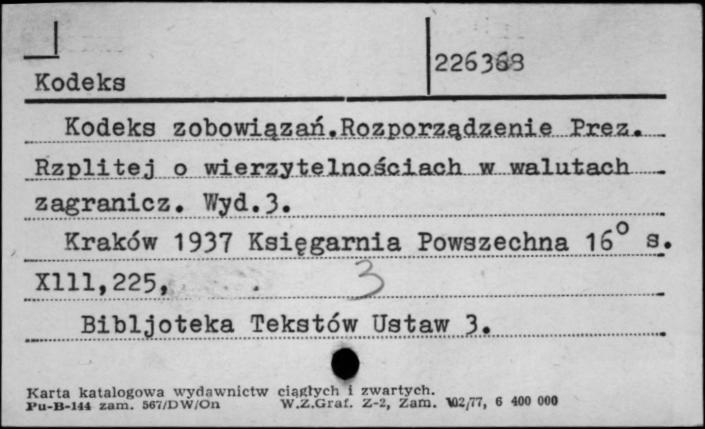 226368
Kodeks
Kodeks zobowiązań.Rozporządzenie Prez.
Rzplitej o wierzytelnościach w walutach
zagranicz. Wyd.3.
Kraków 1937 Księgarnia Powszechna 16° s.
X111,225,
3
Bibljoteka Tekstów Ustaw 3.
Karta katalogowa wydawnictw ciągłych i zwartych.
Pu-B-144 zam. 567/DW/On W.Z.Graf. Z-2, Zam. 102/77, 6 400 000